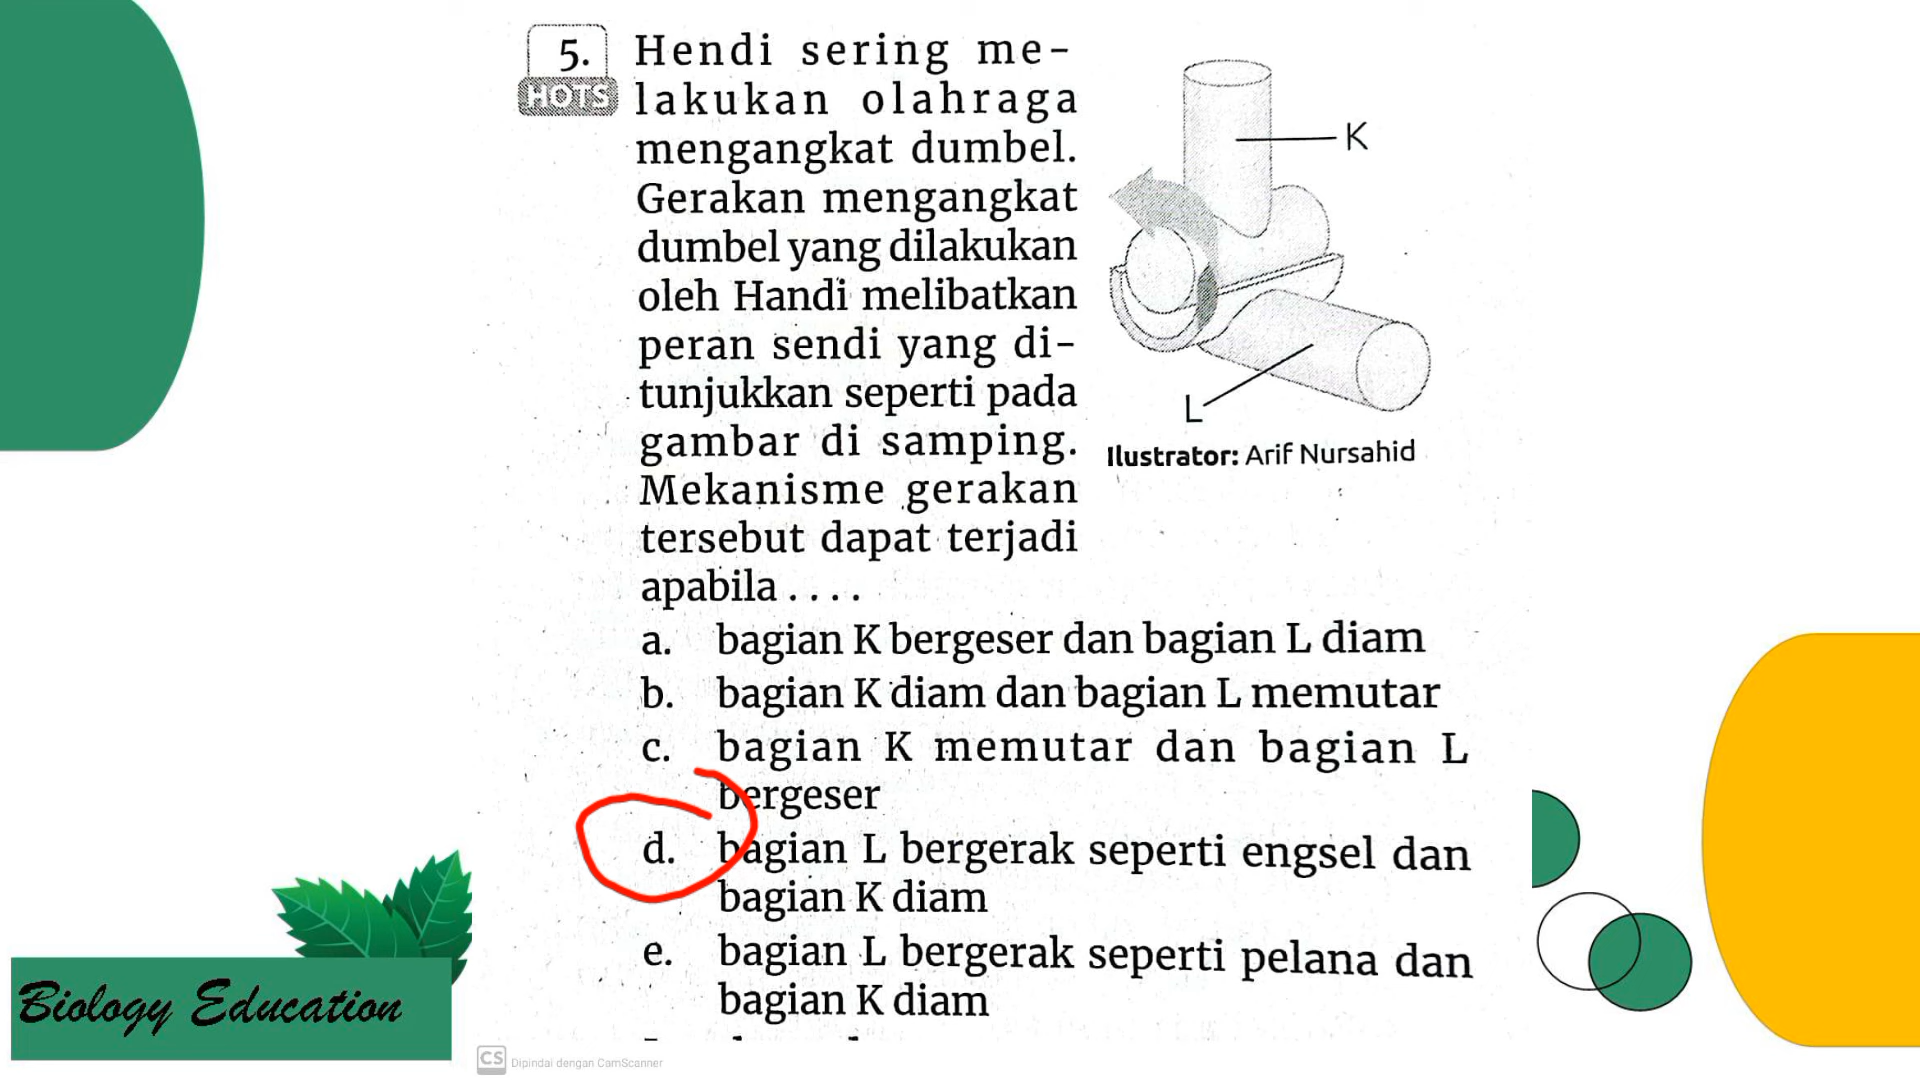 5.
HOTS
Hendi sering me-
lakukan olahraga
mengangkat dumbel.
Gerakan mengangkat
dumbel yang dilakukan
oleh Handi melibatkan
peran sendi yang di-
tunjukkan seperti pada
gambar di samping.
Mekanisme gerakan
tersebut dapat terjadi
apabila . . . .
K
L
Ilustrator: Arif Nursahid
a. bagian K bergeser dan bagian L diam
b. bagian K diam dan bagian L memutar
c. bagian K memutar dan bagian L
bergeser
d. bagian L bergerak seperti engsel dan
bagian K diam
e. bagian L bergerak seperti pelana dan
bagian K diam
Biology Education
CS Dipindai dengan CamScanner